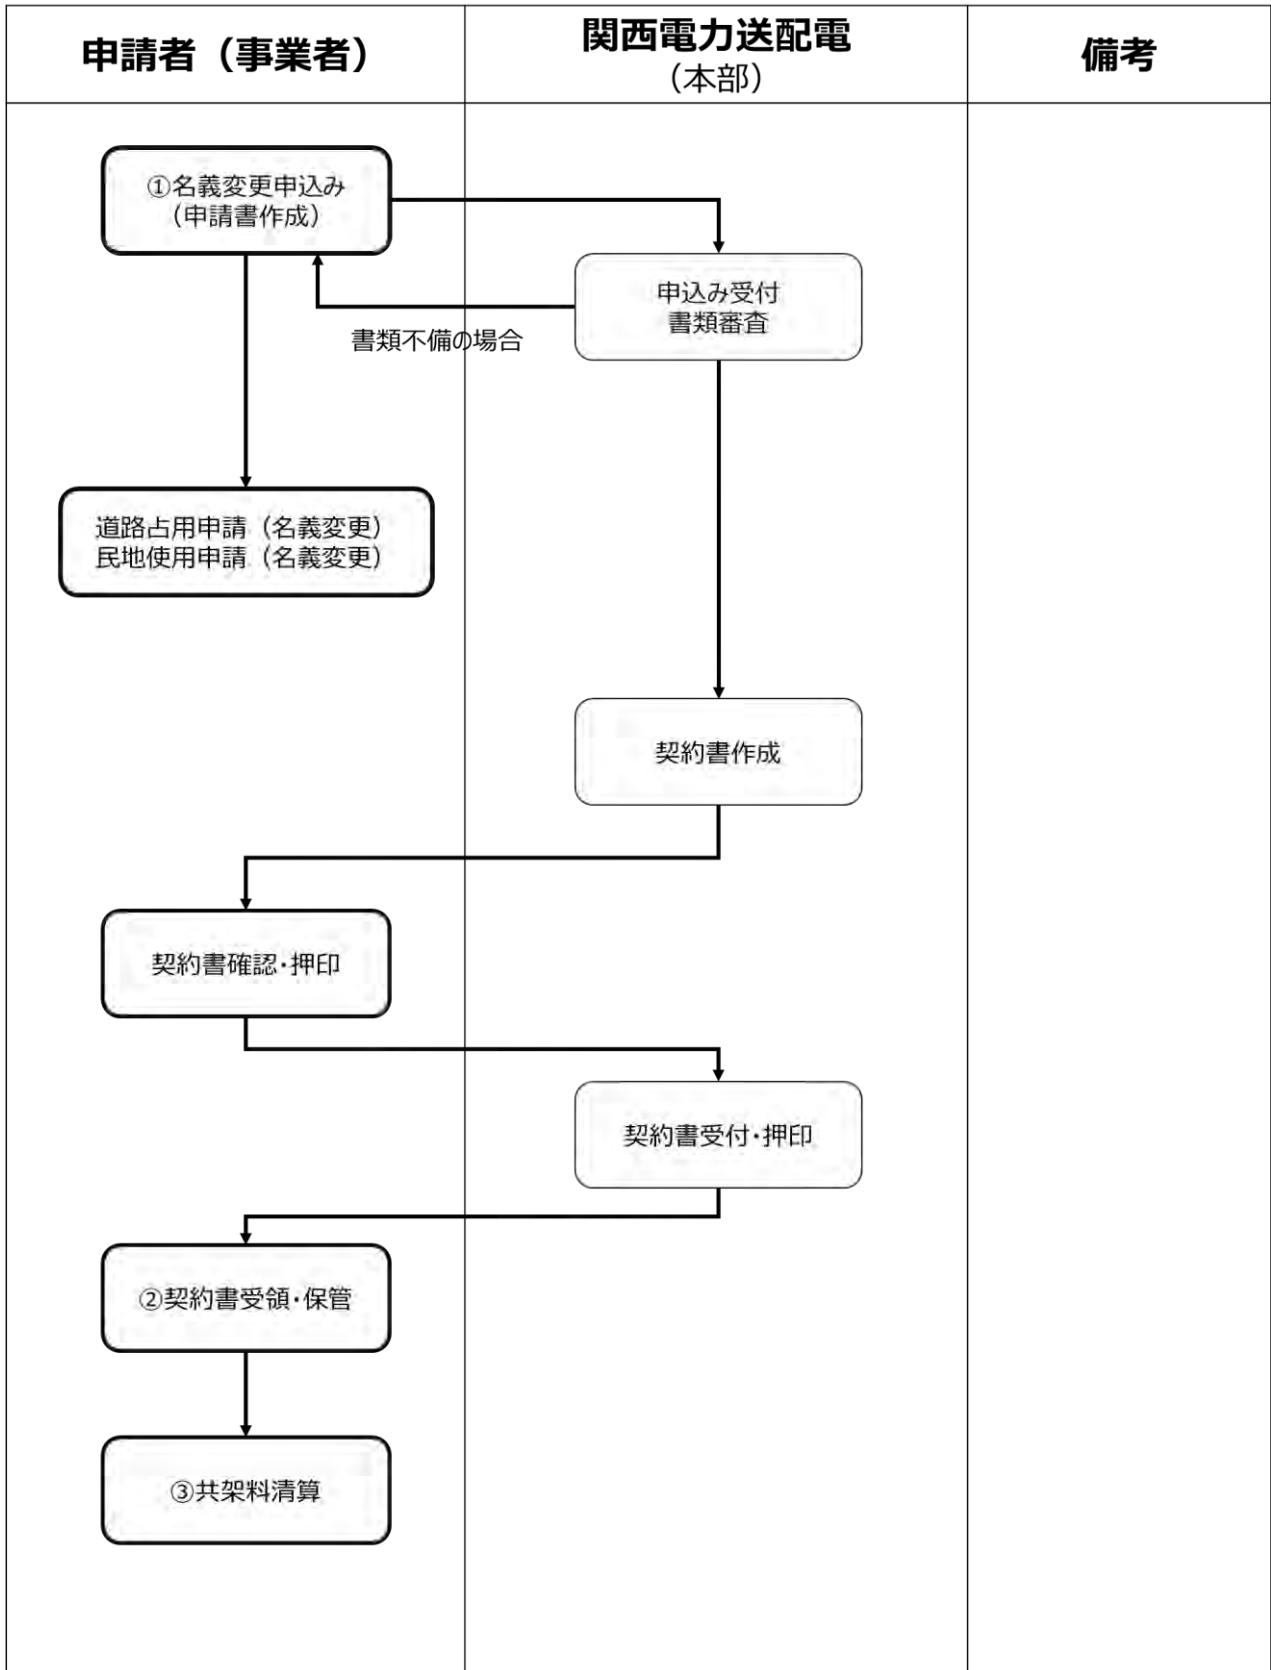 申請者（事業者）
関西電力送配電
（本部）
備考
①名義変更申込み
（申請書作成）
申込み受付
書類審査
書類不備の場合
道路占用申請（名義変更）
民地使用申請（名義変更）
契約書作成
契約書確認・押印
契約書受付・押印
②契約書受領・保管
③共架料清算